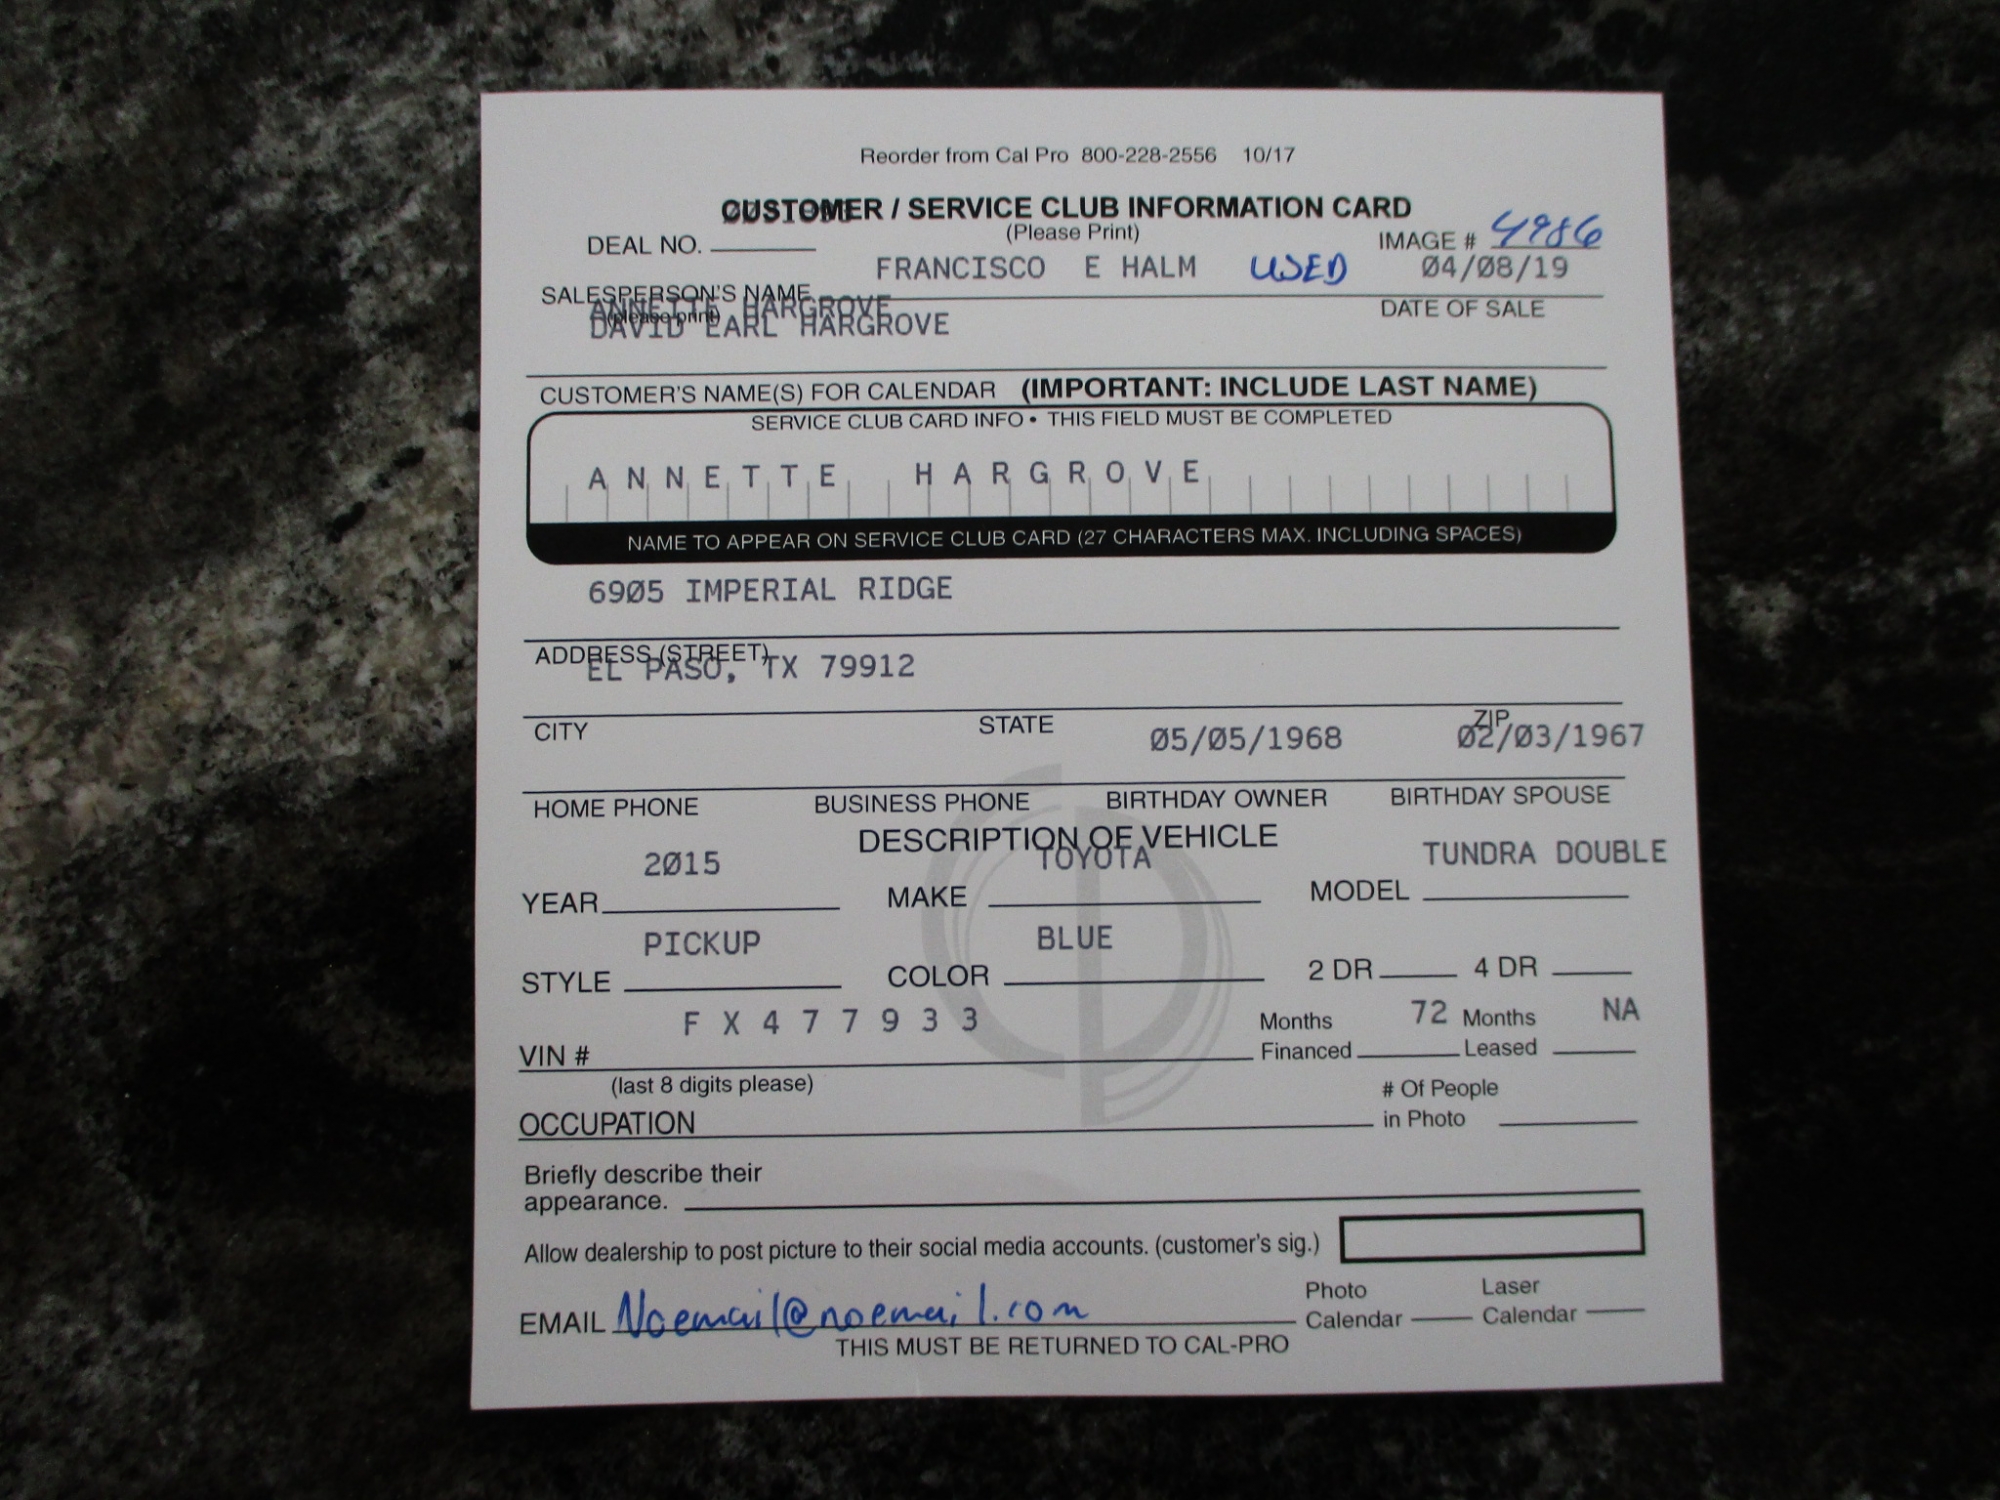 Reorder from Cal Pro 800-228-2556 10/17
CUSTOMER / SERVICE CLUB INFORMATION CARD
(Please Print)
DEAL NO.
IMAGE # 4986
FRANCISCO E HALM USED 04/08/19
SALESPERSON'S NAME
(please print)
DATE OF SALE
ANNETTE HARGROVE
DAVID EARL HARGROVE
CUSTOMER'S NAME(S) FOR CALENDAR (IMPORTANT: INCLUDE LAST NAME)
SERVICE CLUB CARD INFO • THIS FIELD MUST BE COMPLETED
ANNETTE HARGROVE
NAME TO APPEAR ON SERVICE CLUB CARD (27 CHARACTERS MAX. INCLUDING SPACES)
6905 IMPERIAL RIDGE
ADDRESS (STREET)
EL PASO, TX 79912
CITY STATE ZIP
05/05/1968 02/03/1967
HOME PHONE BUSINESS PHONE BIRTHDAY OWNER BIRTHDAY SPOUSE
DESCRIPTION OF VEHICLE
2015 TOYOTA TUNDRA DOUBLE
YEAR MAKE MODEL
PICKUP BLUE
STYLE COLOR 2 DR 4 DR
FX477933 72 NA
VIN # Months Financed Months Leased
(last 8 digits please)
OCCUPATION # Of People in Photo
Briefly describe their
appearance.
Allow dealership to post picture to their social media accounts. (customer's sig.)
EMAIL Noemail@noemail.com Photo Calendar Laser Calendar
THIS MUST BE RETURNED TO CAL-PRO